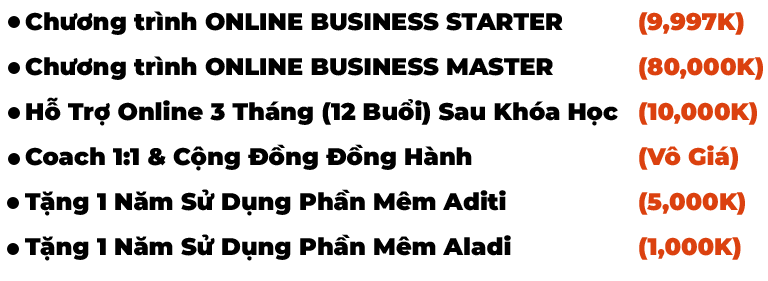 • Chương trình ONLINE BUSINESS STARTER (9,997K)
• Chương trình ONLINE BUSINESS MASTER (80,000K)
• Hỗ Trợ Online 3 Tháng (12 Buổi) Sau Khóa Học (10,000K)
• Coach 1:1 & Cộng Đồng Đồng Hành (Vô Giá)
• Tặng 1 Năm Sử Dụng Phần Mêm Aditi (5,000K)
• Tặng 1 Năm Sử Dụng Phần Mêm Aladi (1,000K)